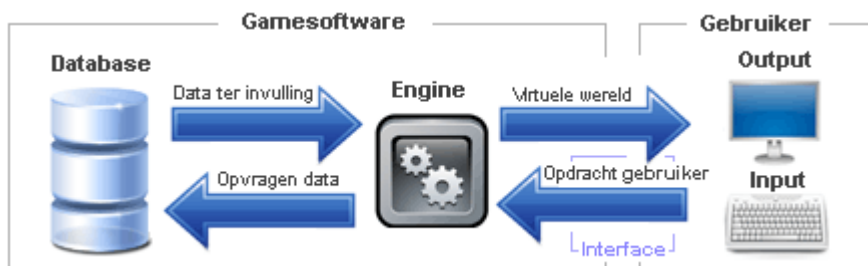 Gamesoftware
Gebruiker
Database
Data ter invulling
Engine
Virtuele wereld
Output
Opvragen data
Opdracht gebruiker
Input
Interface